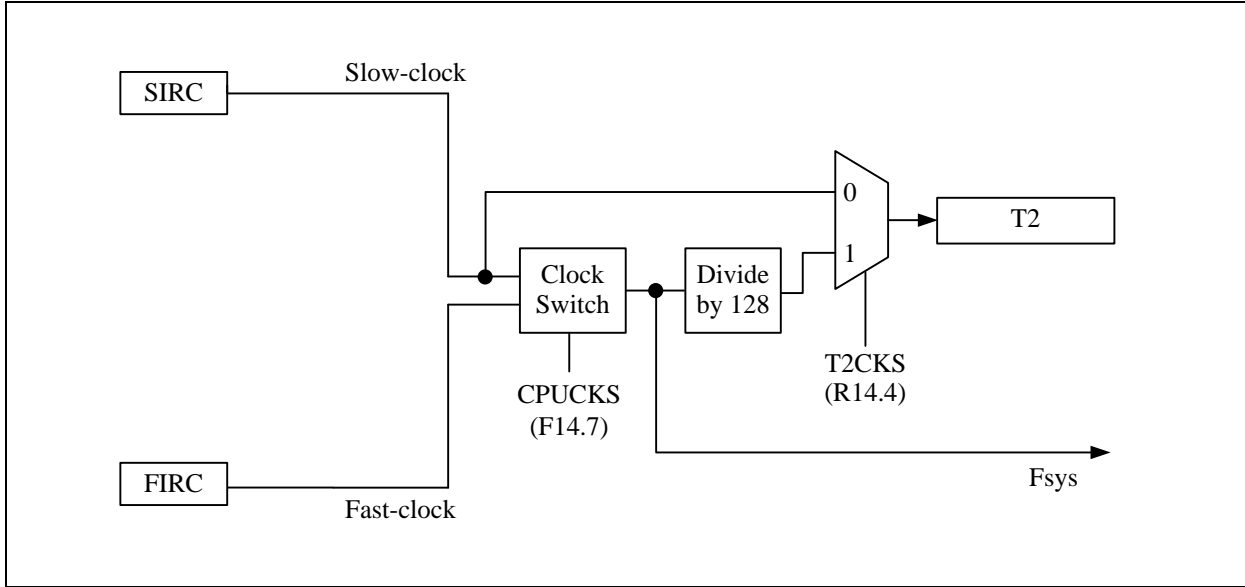 Slow-clock
SIRC
0
T2
1
Clock
Switch
Divide
by 128
T2CKS
(R14.4)
CPUCKS
(F14.7)
FIRC
Fsys
Fast-clock